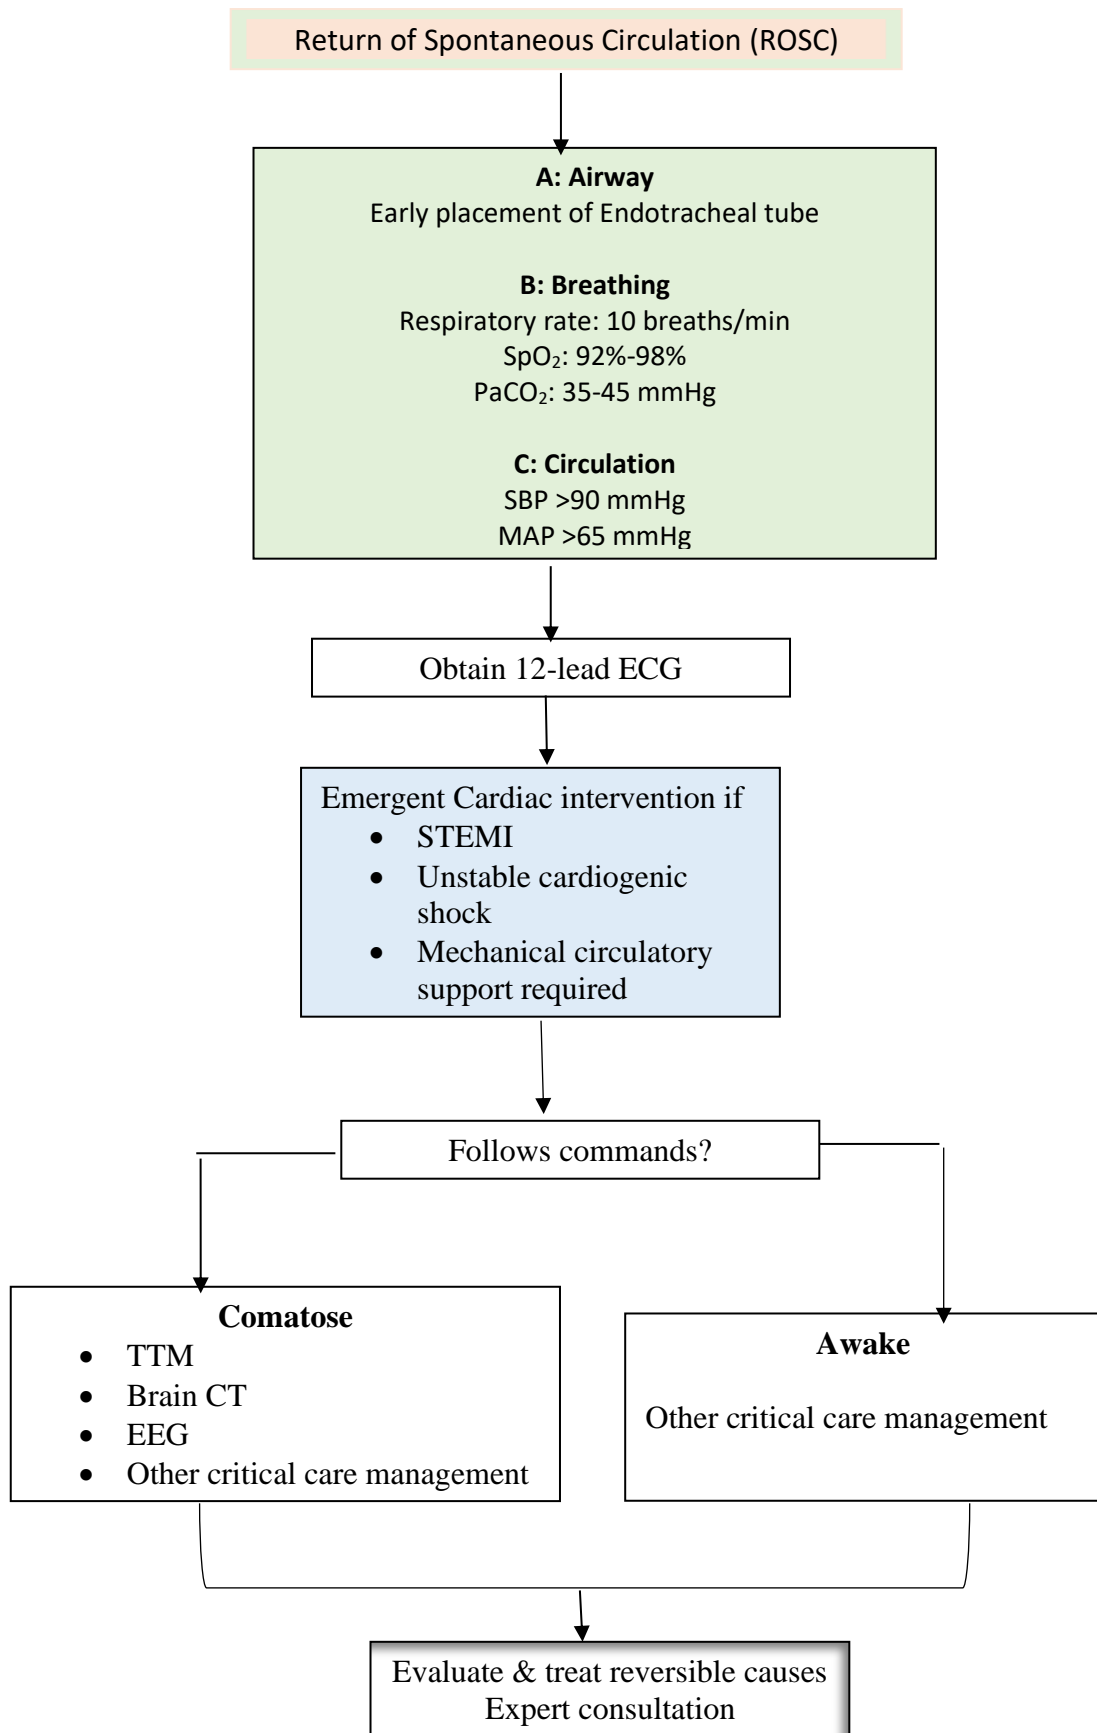 Return of Spontaneous Circulation (ROSC)
A: Airway
Early placement of Endotracheal tube
B: Breathing
Respiratory rate: 10 breaths/min
SpO₂: 92%-98%
PaCO₂: 35-45 mmHg
C: Circulation
SBP >90 mmHg
MAP >65 mmHg
Obtain 12-lead ECG
Emergent Cardiac intervention if
• STEMI
• Unstable cardiogenic
shock
• Mechanical circulatory
support required
Follows commands?
Comatose
• TTM
• Brain CT
• EEG
• Other critical care management
Awake
Other critical care management
Evaluate & treat reversible causes
Expert consultation